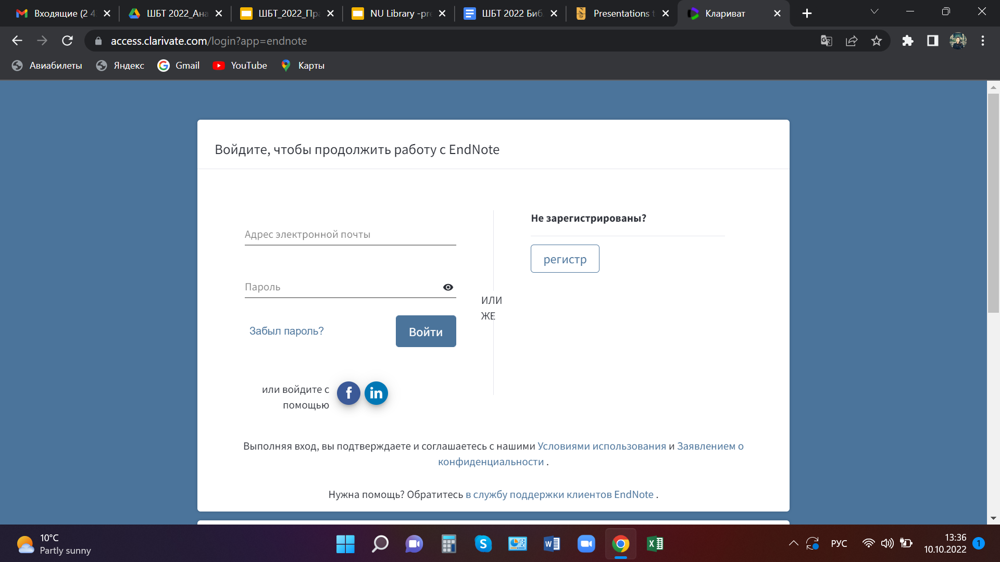 Входящие (2 4
ШБТ 2022_Ана
ШБТ_2022_Пра
NU Library -pre
ШБТ 2022 Биб
Presentations t
Клариват
access.clarivate.com/login?app=endnote
Авиабилеты
Яндекс
Gmail
YouTube
Карты
Войдите, чтобы продолжить работу с EndNote
Адрес электронной почты
Пароль
Забыл пароль?
Войти
или войдите с
помощью
f
in
ИЛИ
ЖЕ
Не зарегистрированы?
регистр
Выполняя вход, вы подтверждаете и соглашаетесь с нашими Условиями использования и Заявлением о
конфиденциальности .
Нужна помощь? Обратитесь в службу поддержки клиентов EndNote .
10°C
Partly sunny
РУС
13:36
10.10.2022
1